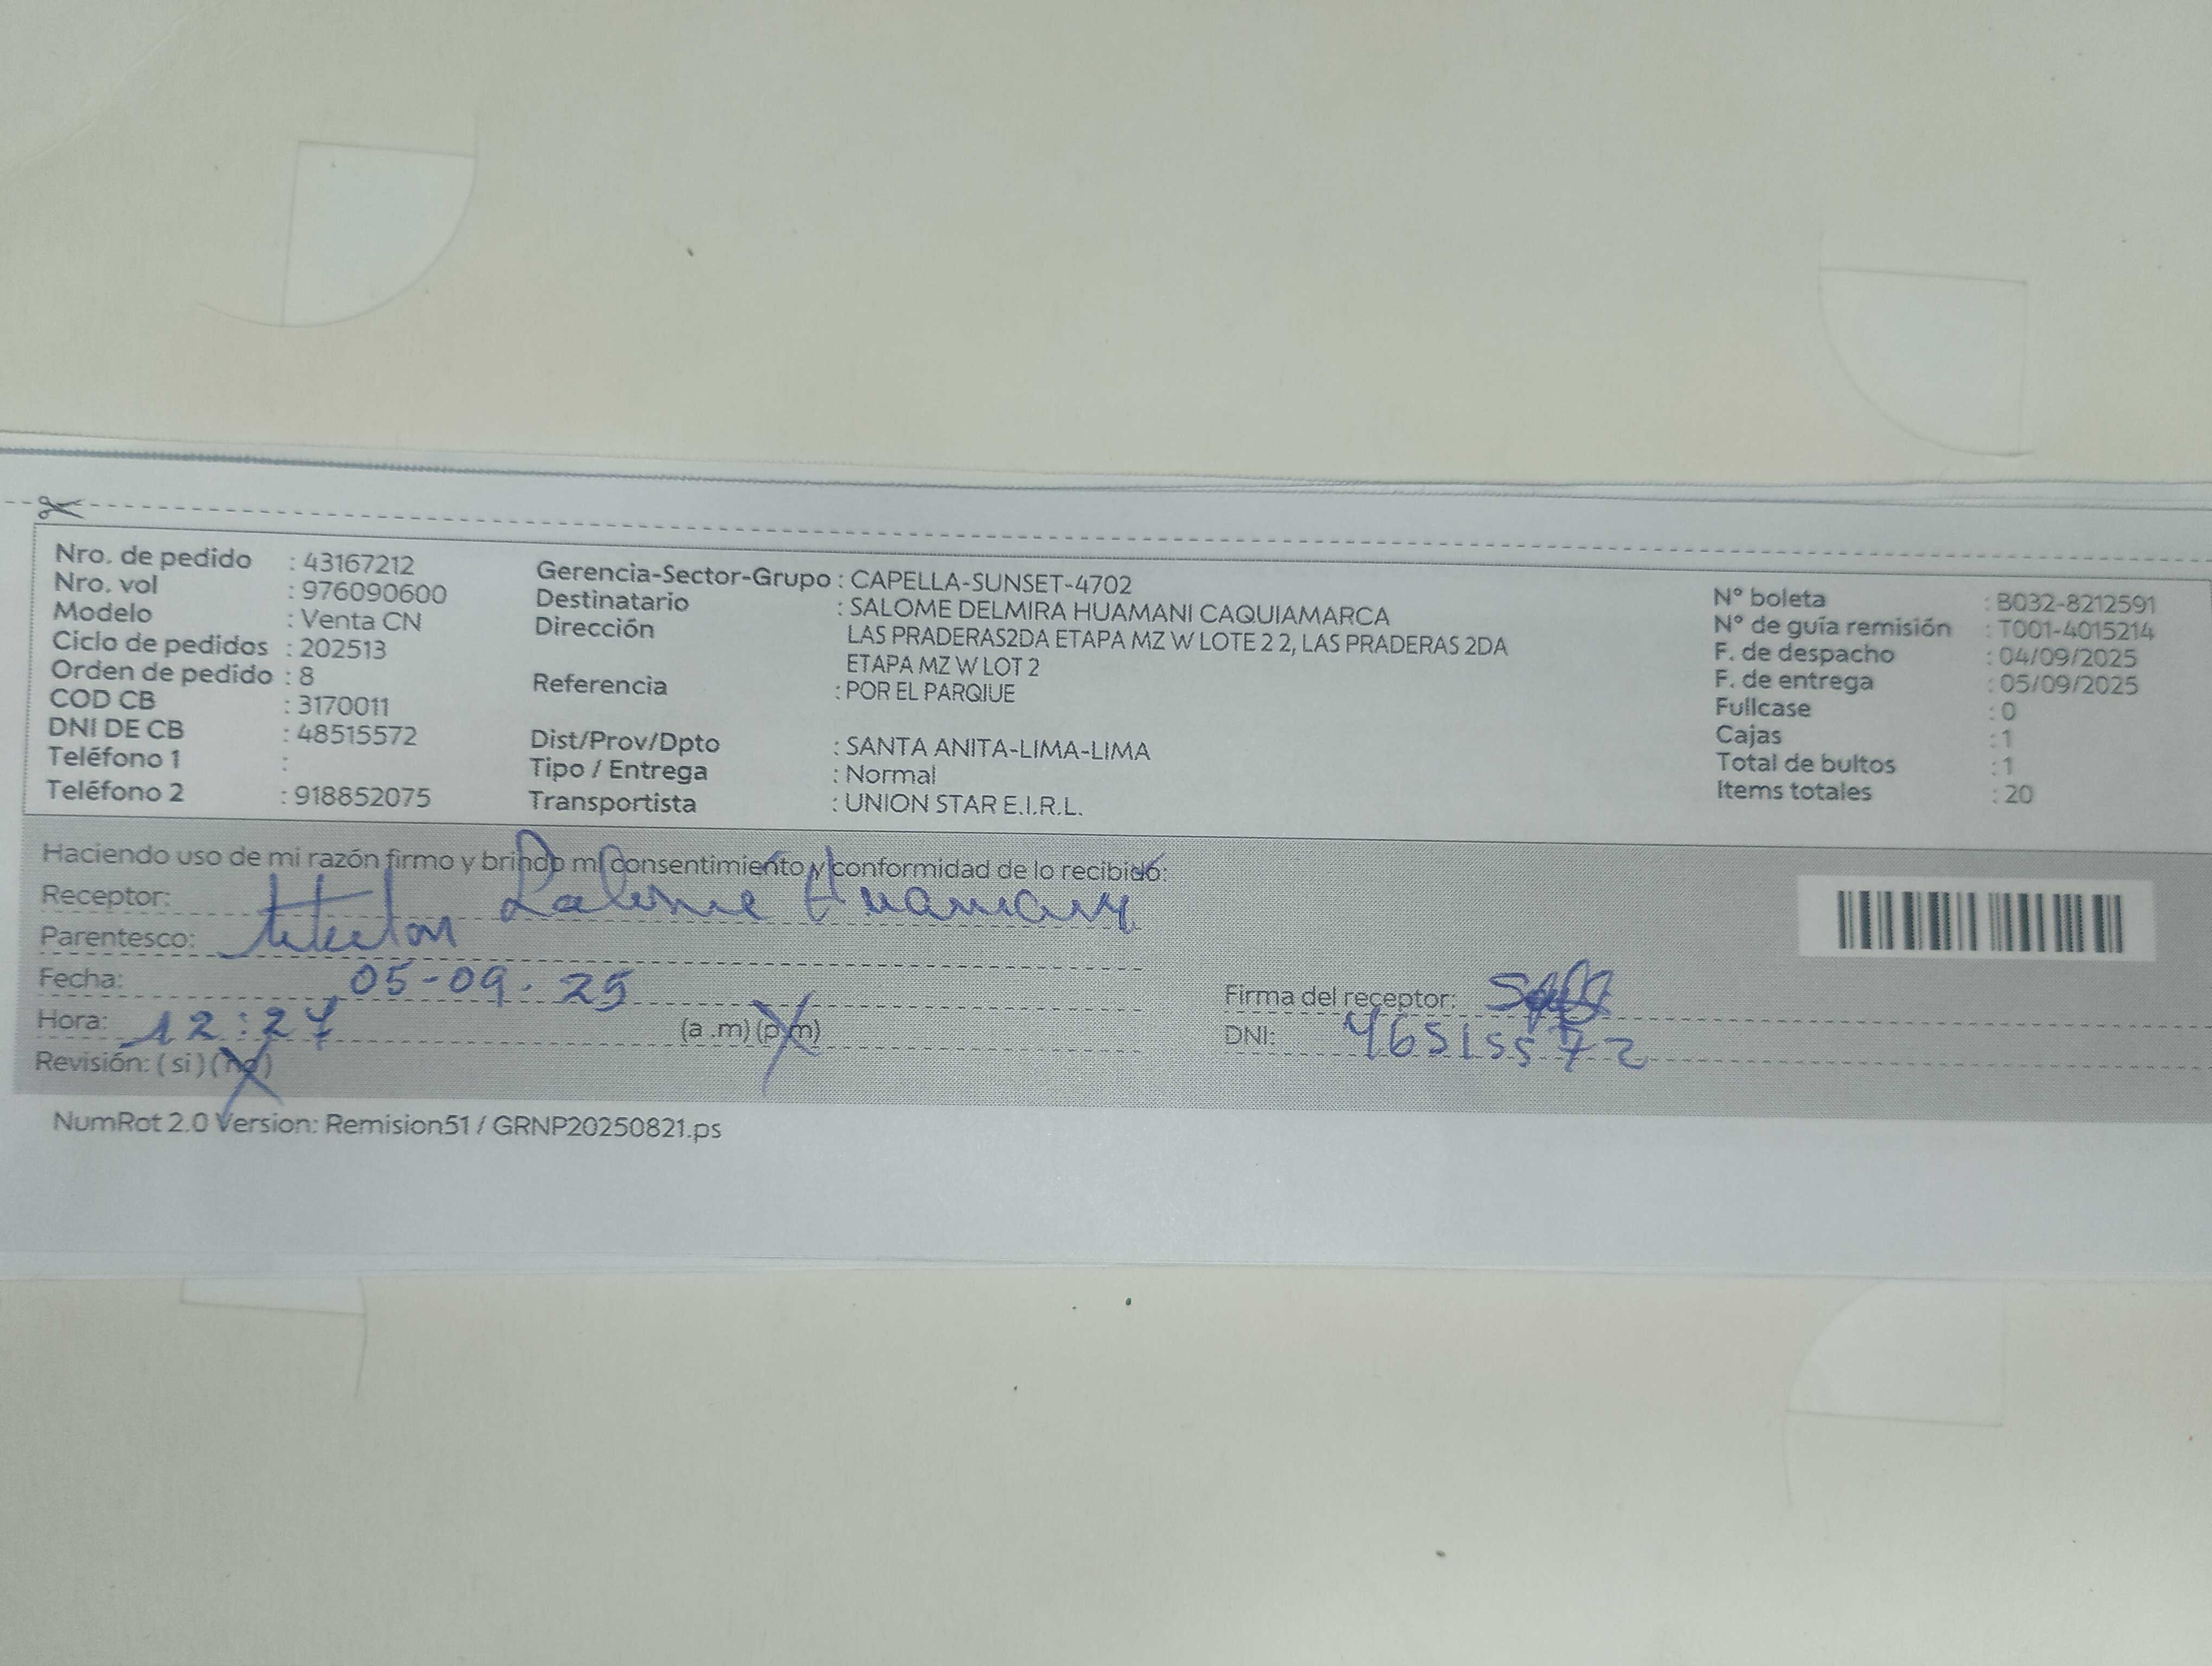 Nro. de pedido : 43167212
Nro. vol : 976090600
Modelo : Venta CN
Ciclo de pedidos : 202513
Orden de pedido : 8
COD CB : 3170011
DNI DE CB : 48515572
Teléfono 1 :
Teléfono 2 : 918852075
Gerencia-Sector-Grupo : CAPELLA-SUNSET-4702
Destinatario : SALOME DELMIRA HUAMANI CAQUIAMARCA
Dirección LAS PRADERAS2DA ETAPA MZ W LOTE 2 2, LAS PRADERAS 2DA
ETAPA MZ W LOT 2
Referencia : POR EL PARQIUE
Dist/Prov/Dpto : SANTA ANITA-LIMA-LIMA
Tipo / Entrega : Normal
Transportista : UNION STAR E.I.R.L.
N° boleta : B032-8212591
N° de guía remisión : T001-4015214
F. de despacho : 04/09/2025
F. de entrega : 05/09/2025
Fullcase : 0
Cajas : 1
Total de bultos : 1
Items totales : 20
Haciendo uso de mi razón firmo y brindo mi consentimiento y conformidad de lo recibido:
Receptor: Salome Huamani
Parentesco:
Fecha: 05-09.25
Hora: 12:27 (a .m) (p.m)
Revisión: ( si ) ( no )
Firma del receptor:
DNI: 46515572
NumRot 2.0 Version: Remision51 / GRNP20250821.ps